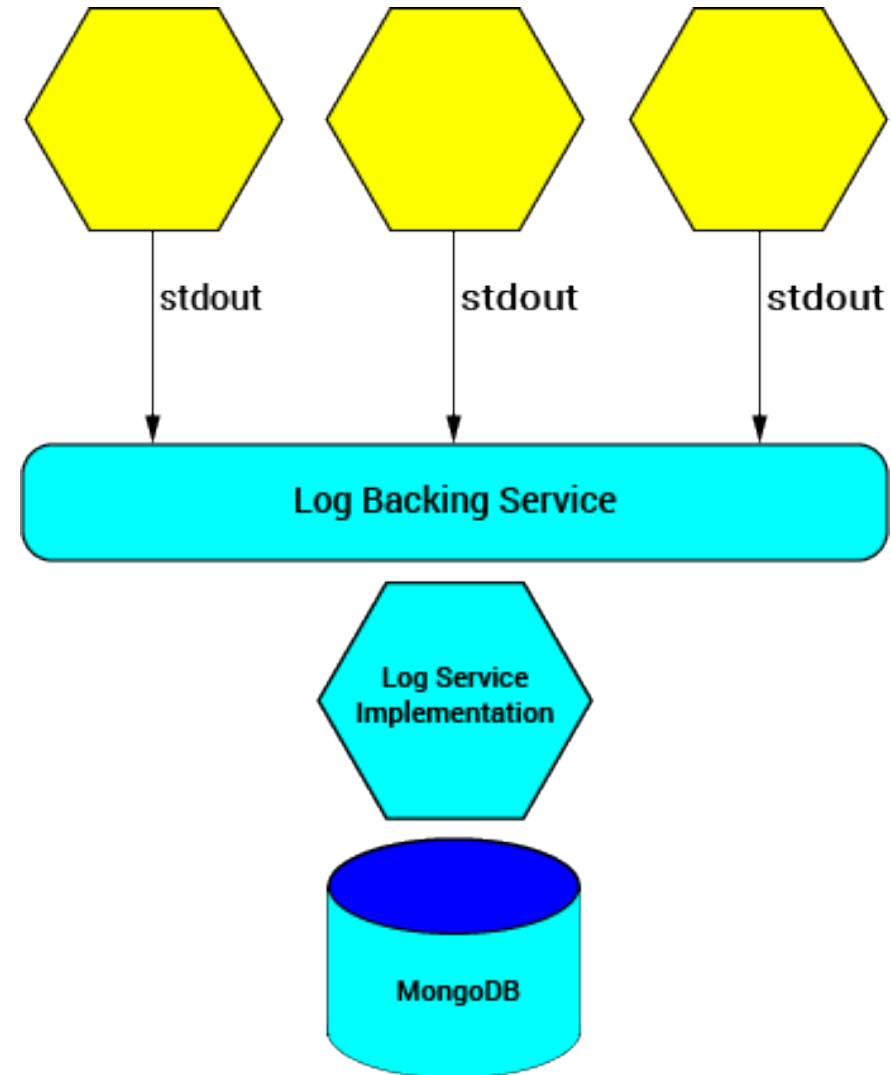 stdout
stdout
stdout
Log Backing Service
Log Service
Implementation
MongoDB